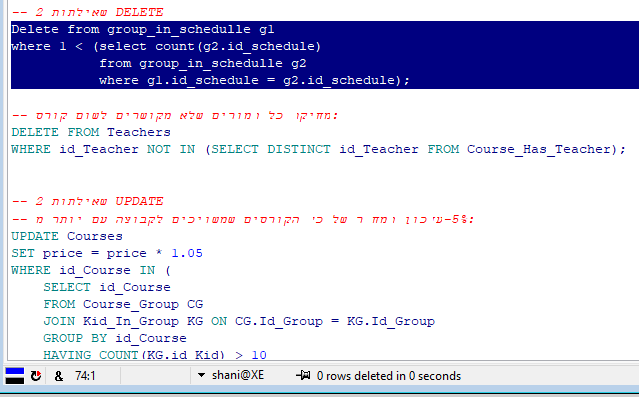 -- 2 שאילתות DELETE
Delete from group_in_schedulle g1
where 1 < (select count(g2.id_schedule)
from group_in_schedulle g2
where g1.id_schedule = g2.id_schedule);
-- מחיקו כל ומורים שלא מקושרים לשום קורס:
DELETE FROM Teachers
WHERE id_Teacher NOT IN (SELECT DISTINCT id_Teacher FROM Course_Has_Teacher);
-- 2 שאילתות UPDATE
-- עיכון ומח ר של כי הקורסים שמשויכים לקבוצה עם יותר מ-5%:
UPDATE Courses
SET price = price * 1.05
WHERE id_Course IN (
SELECT id_Course
FROM Course_Group CG
JOIN Kid_In_Group KG ON CG.Id_Group = KG.Id_Group
GROUP BY id_Course
HAVING COUNT(KG.id_Kid) > 10
& 74:1 shani@XE 0 rows deleted in 0 seconds